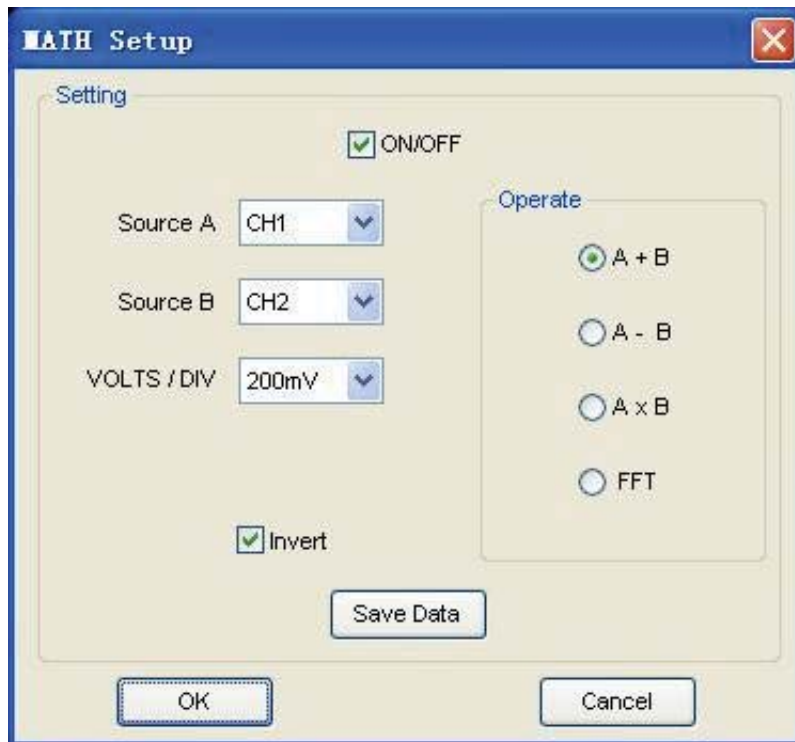 MATH Setup
Setting
ON/OFF
Source A CH1
Source B CH2
VOLTS / DIV 200mV
Invert
Operate
A + B
A - B
A x B
FFT
Save Data
OK Cancel